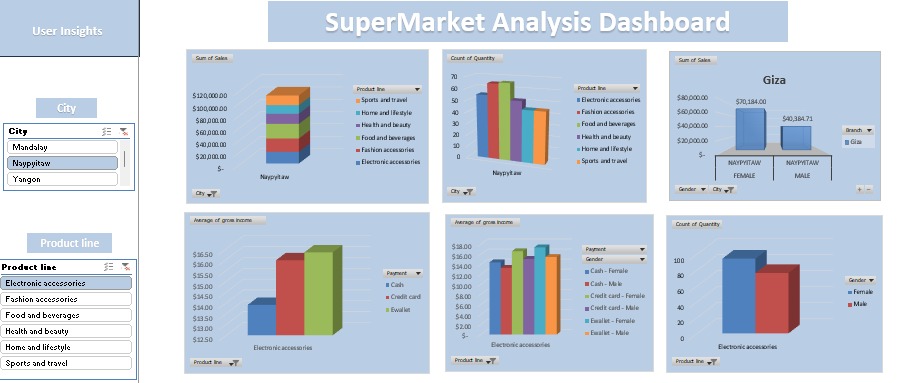 SuperMarket Analysis Dashboard
User Insights
City
City
Mandalay
Naypyitaw
Yangon
Product line
Product line
Electronic accessories
Fashion accessories
Food and beverages
Health and beauty
Home and lifestyle
Sports and travel
Sum of Sales
$120,000.00
$100,000.00
$80,000.00
$60,000.00
$40,000.00
$20,000.00
$-
Naypyitaw
Product line
Sports and travel
Home and lifestyle
Health and beauty
Food and beverages
Fashion accessories
Electronic accessories
City
Count of Quantity
70
60
50
40
30
20
10
0
Naypyitaw
Product line
Electronic accessories
Fashion accessories
Food and beverages
Health and beauty
Home and lifestyle
Sports and travel
City
Sum of Sales
Giza
$80,000.00
$60,000.00
$40,000.00
$20,000.00
$-
$70,184.00
$40,384.71
NAYPYITAW NAYPYITAW
FEMALE MALE
Branch
Giza
Gender City
Average of gross income
$16.50
$16.00
$15.50
$15.00
$14.50
$14.00
$13.50
$13.00
$12.50
Electronic accessories
Payment
Cash
Credit card
Ewallet
Product line
Average of gross income
$18.00
$16.00
$14.00
$12.00
$10.00
$8.00
$6.00
$4.00
$2.00
$-
Electronic accessories
Payment
Gender
Cash - Female
Cash - Male
Credit card - Female
Credit card - Male
Ewallet - Female
Ewallet - Male
Product line
Count of Quantity
100
80
60
40
20
0
Electronic accessories
Gender
Female
Male
Product line